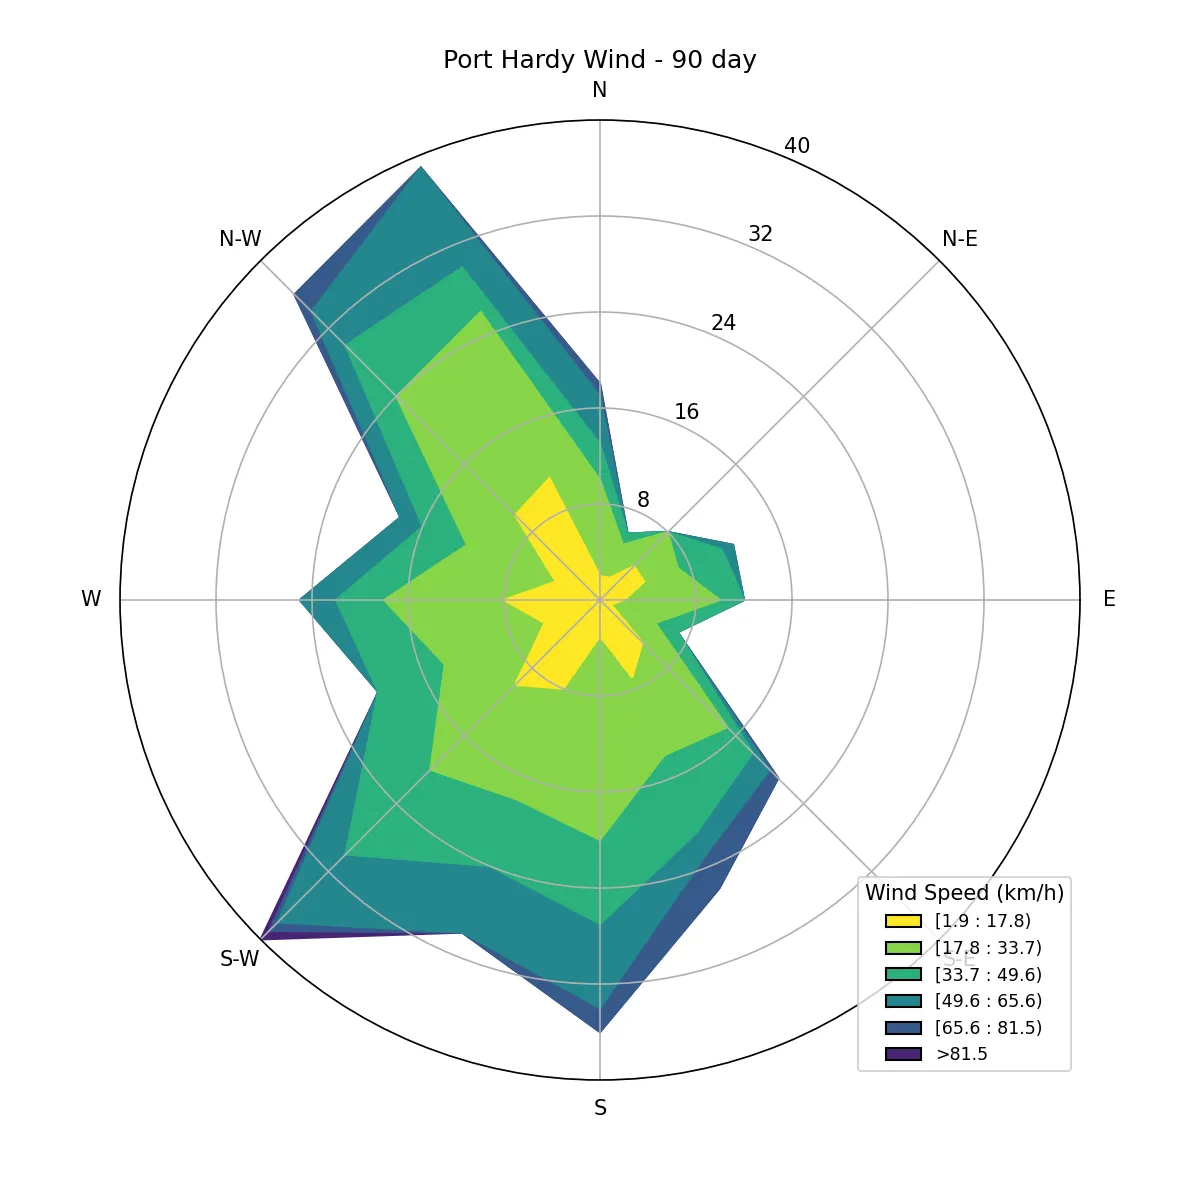 Port Hardy Wind - 90 day
N
40
N-W
N-E
32
24
16
8
W
E
S-W
S-E
S
Wind Speed (km/h)
[1.9 : 17.8)
[17.8 : 33.7)
[33.7 : 49.6)
[49.6 : 65.6)
[65.6 : 81.5)
>81.5